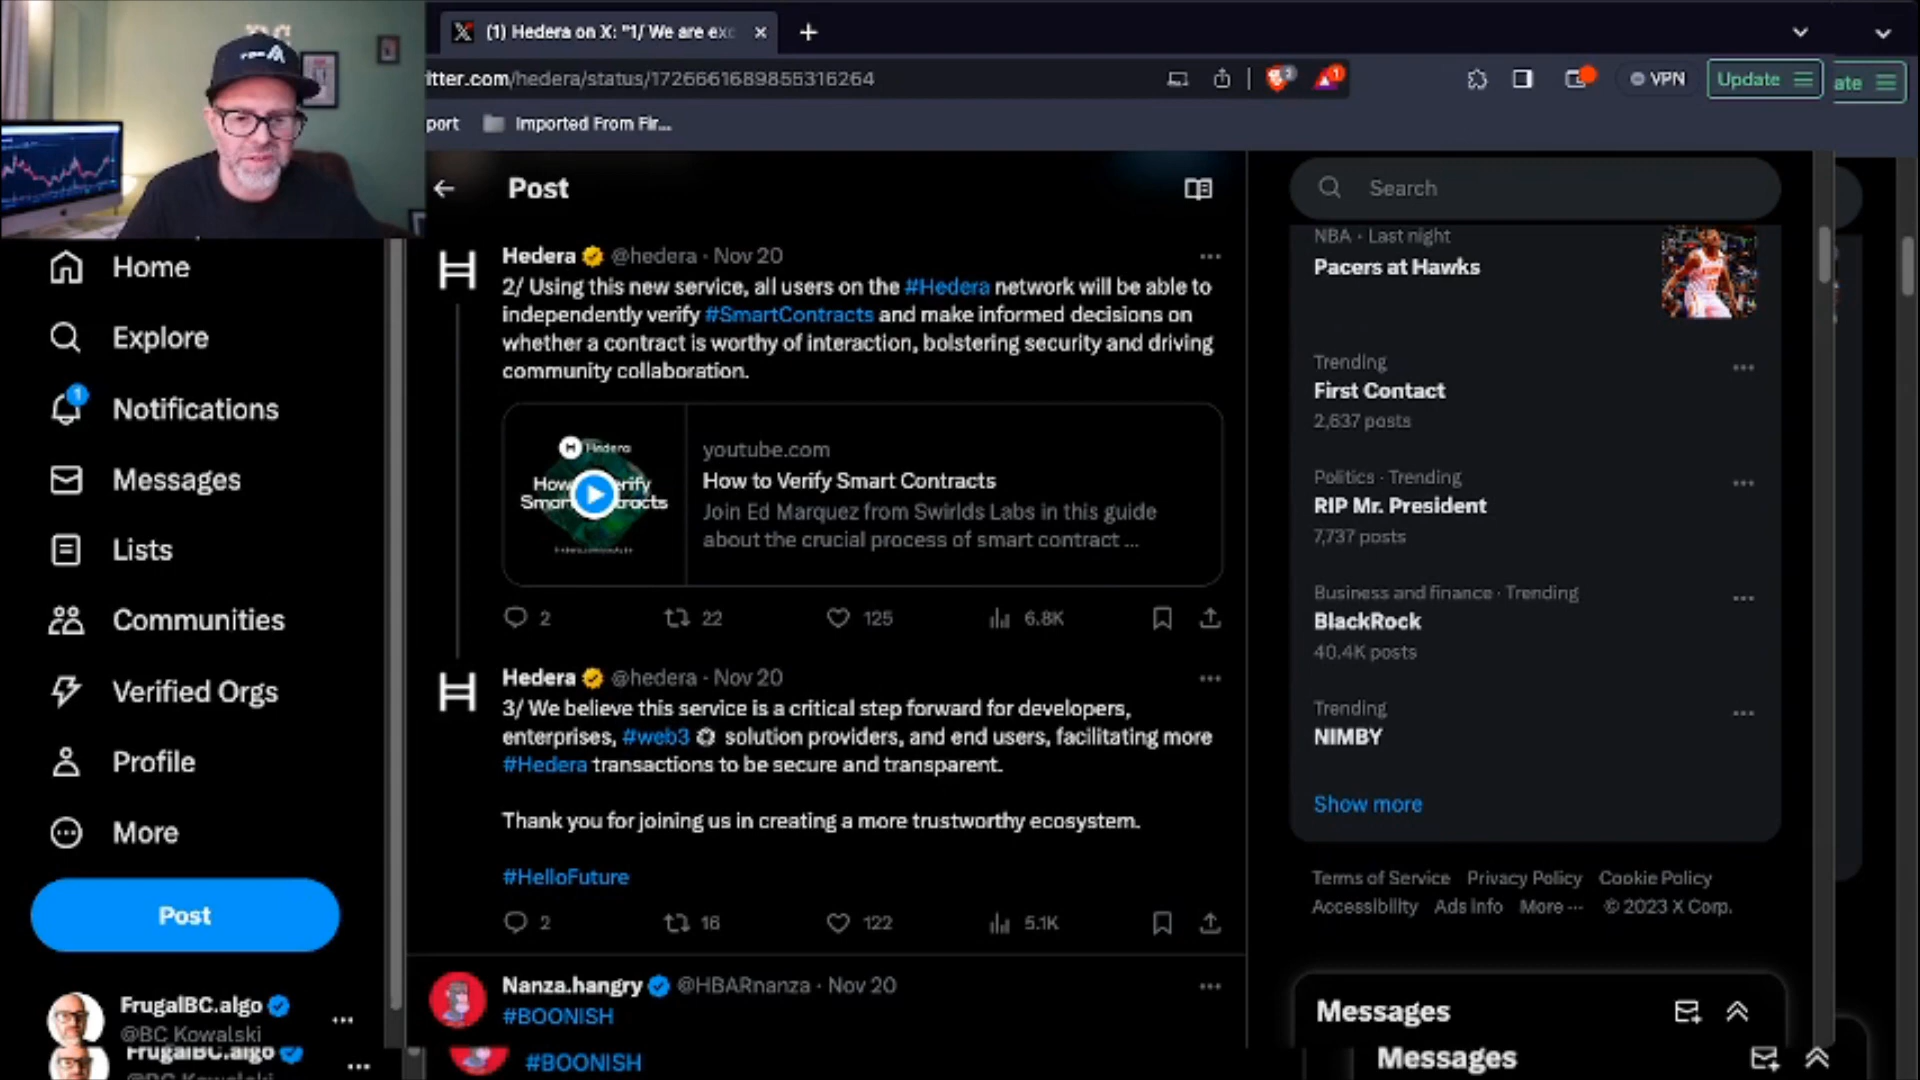 (1) Hedera on X: "1/ We are exc
itter.com/hedera/status/1726661689855316264
VPN
Update
ate
port
Imported From Fir...
Post
Search
Hedera @hedera · Nov 20
2/ Using this new service, all users on the #Hedera network will be able to
independently verify #SmartContracts and make informed decisions on
whether a contract is worthy of interaction, bolstering security and driving
community collaboration.
Hedera
youtube.com
How to Verify Smart Contracts
Join Ed Marquez from Swirlds Labs in this guide
about the crucial process of smart contract ...
2 22 125 6.8K
Hedera @hedera · Nov 20
3/ We believe this service is a critical step forward for developers,
enterprises, #web3 solution providers, and end users, facilitating more
#Hedera transactions to be secure and transparent.
Thank you for joining us in creating a more trustworthy ecosystem.
#HelloFuture
2 16 122 5.1K
Nanza.hangry @HBARnanza · Nov 20
#BOONISH
#BOONISH
Home
Explore
1
Notifications
Messages
Lists
Communities
Verified Orgs
Profile
More
Post
FrugalBC.algo
@BC Kowalski
FrugalBC.algo
NBA · Last night
Pacers at Hawks
Trending
First Contact
2,637 posts
Politics · Trending
RIP Mr. President
7,737 posts
Business and finance · Trending
BlackRock
40.4K posts
Trending
NIMBY
Show more
Terms of Service Privacy Policy Cookie Policy
Accessibility Ads info More ··· © 2023 X Corp.
Messages
Messages